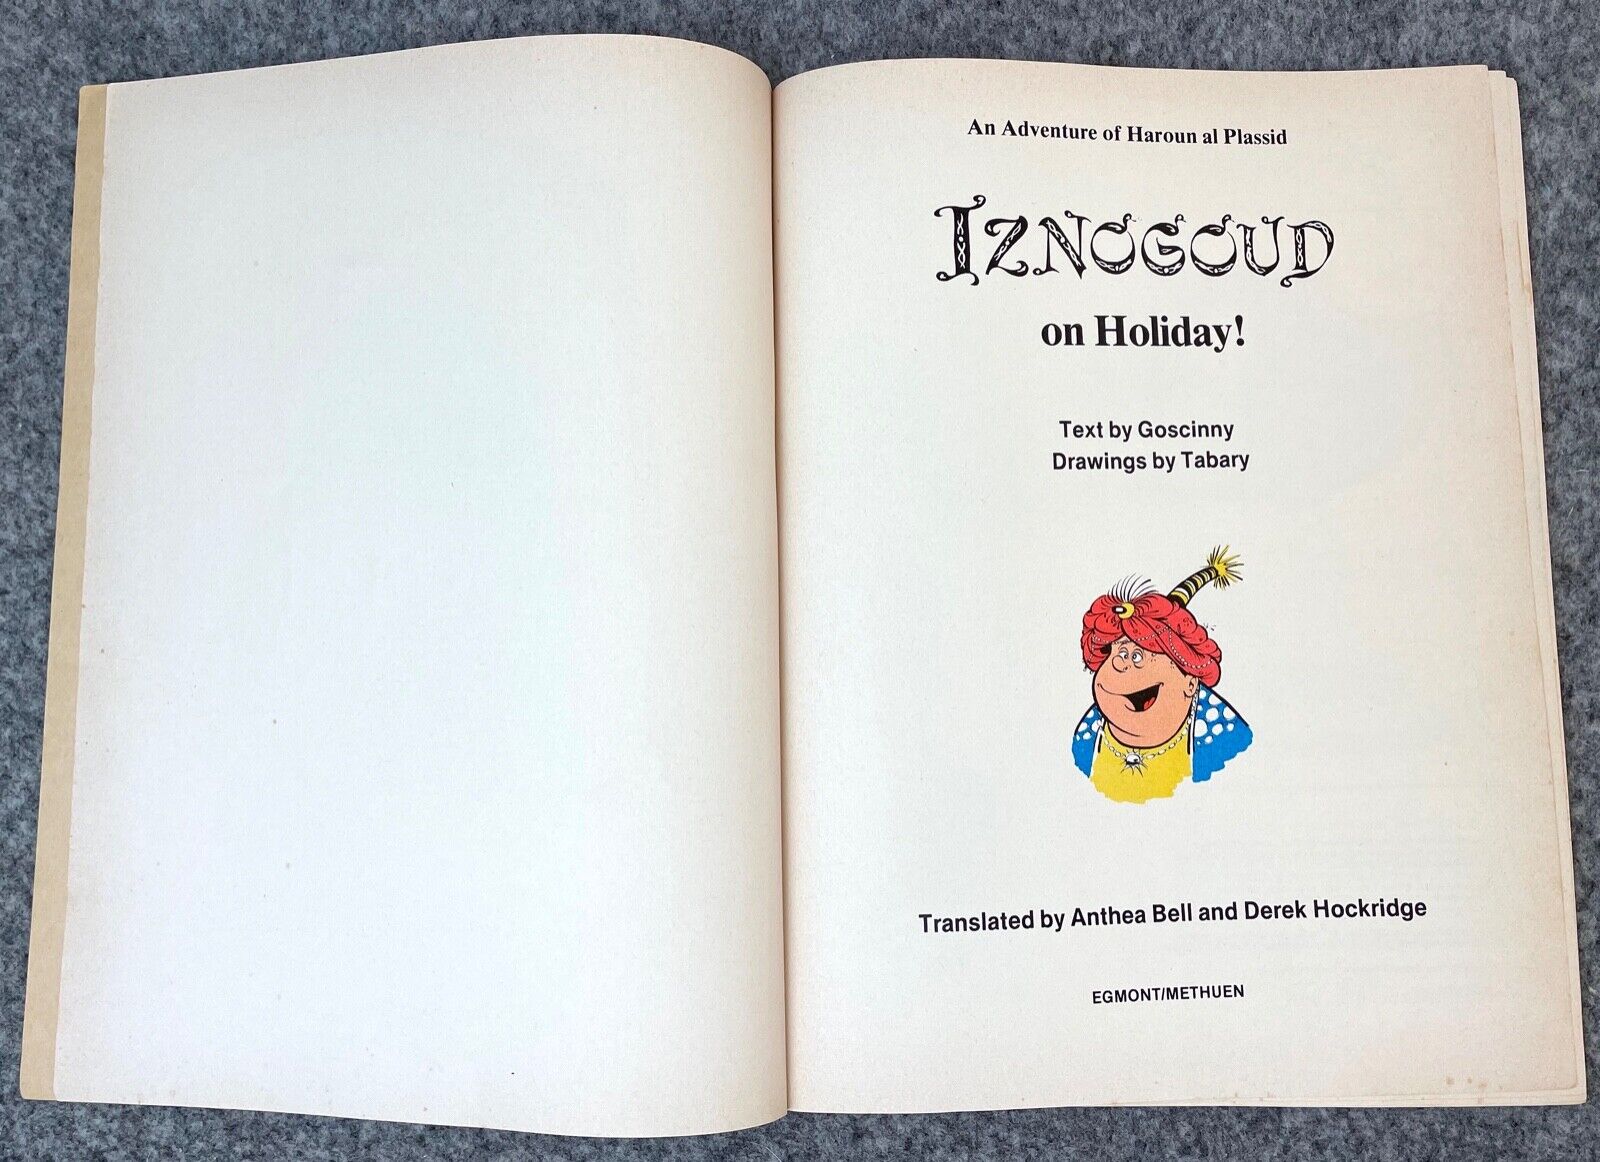 An Adventure of Haroun al Plassid
IZNOGOUD
on Holiday!
Text by Goscinny
Drawings by Tabary
Translated by Anthea Bell and Derek Hockridge
EGMONT/METHUEN